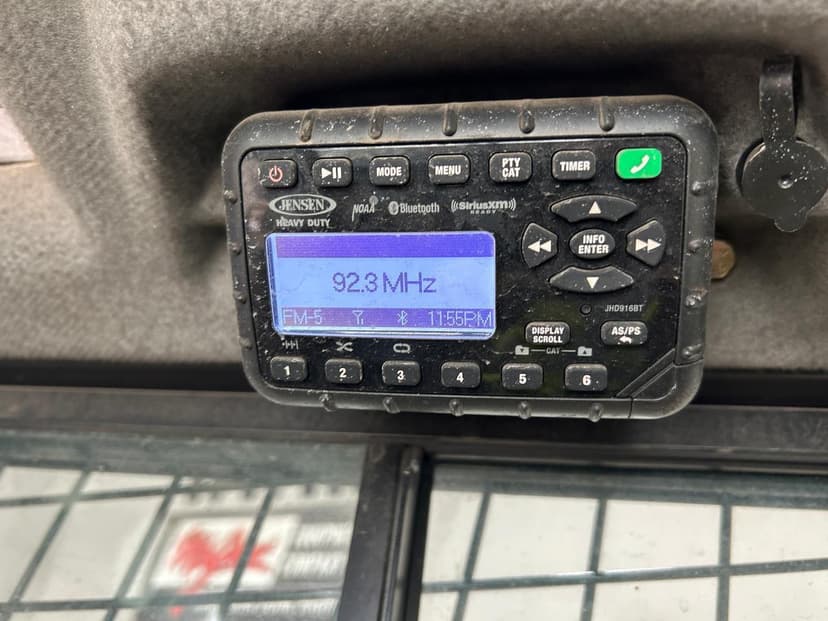 MODE MENU PTY CAT TIMER
JENSEN
HEAVY DUTY
NOAA Bluetooth ((SiriusXM))
READY
INFO
ENTER
92.3 MHz
JHD916BT
FM-5 11:55PM
DISPLAY
SCROLL
AS/PS
CAT
1 2 3 4 5 6